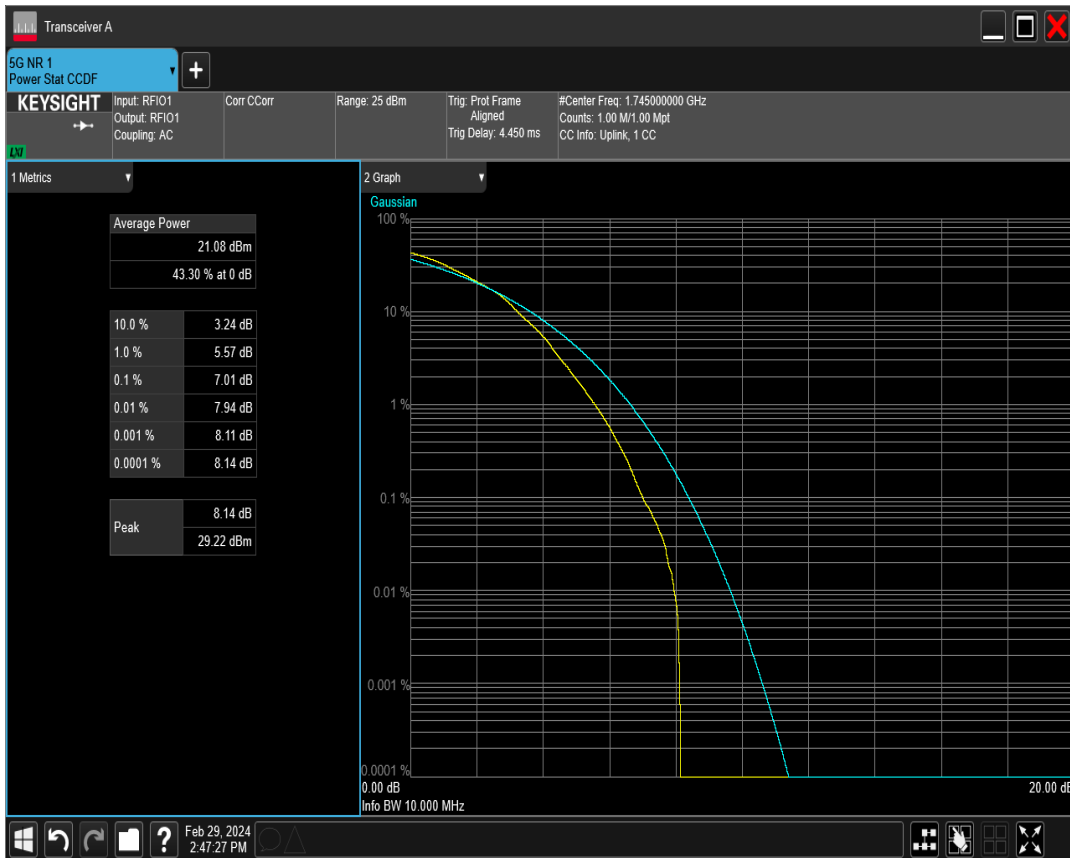 Transceiver A
5G NR 1
Power Stat CCDF
KEYSIGHT
LXI
Input: RFIO1
Output: RFIO1
Coupling: AC
Corr CCorr
Range: 25 dBm
Trig: Prot Frame
Aligned
Trig Delay: 4.450 ms
#Center Freq: 1.745000000 GHz
Counts: 1.00 M/1.00 Mpt
CC Info: Uplink, 1 CC
1 Metrics
Average Power
21.08 dBm
43.30 % at 0 dB
10.0 % 3.24 dB
1.0 % 5.57 dB
0.1 % 7.01 dB
0.01 % 7.94 dB
0.001 % 8.11 dB
0.0001 % 8.14 dB
Peak
8.14 dB
29.22 dBm
2 Graph
Gaussian
100 %
10 %
1 %
0.1 %
0.01 %
0.001 %
0.0001 %
0.00 dB 20.00 dB
Info BW 10.000 MHz
? Feb 29, 2024
2:47:27 PM